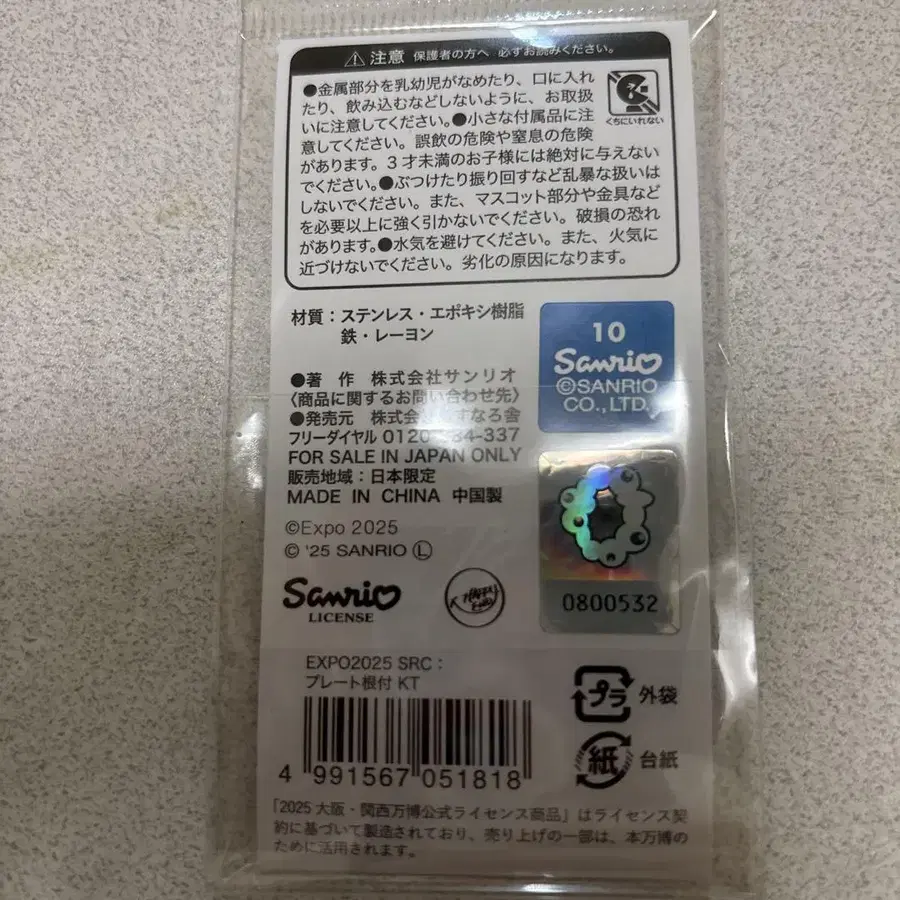 注意 保護者の方へ 必ずお読みください。
●金属部分を乳幼児がなめたり、口に入れ
たり、飲み込むなどしないように、お取扱
いに注意してください。●小さな付属品に注
意してください。誤飲の危険や窒息の危険
があります。3才未満のお子様には絶対に与えない
でください。●ぶつけたり振り回すなど乱暴な扱いは
しないでください。また、マスコット部分や金具など
を必要以上に強く引かないでください。破損の恐れ
があります。●水気を避けてください。また、火気に
近づけないでください。劣化の原因になります。
くちにいれない
材質：ステンレス・エポキシ樹脂
鉄・レーヨン
10
Sanrio
©SANRIO
CO.,LTD.
●著 作 株式会社サンリオ
〈商品に関するお問い合わせ先〉
●発売元 株式会 すなろ舎
フリーダイヤル 0120 337
FOR SALE IN JAPAN ONLY
販売地域：日本限定
MADE IN CHINA 中国製
©Expo 2025
© '25 SANRIO Ⓛ
Sanrio
LICENSE
0800532
EXPO2025 SRC：
プレート根付 KT
4 991567 051818
プラ 外袋
紙 台紙
「2025 大阪・関西万博公式ライセンス商品」はライセンス契
約に基づいて製造されており、売り上げの一部は、本万博の
ために活用されます。